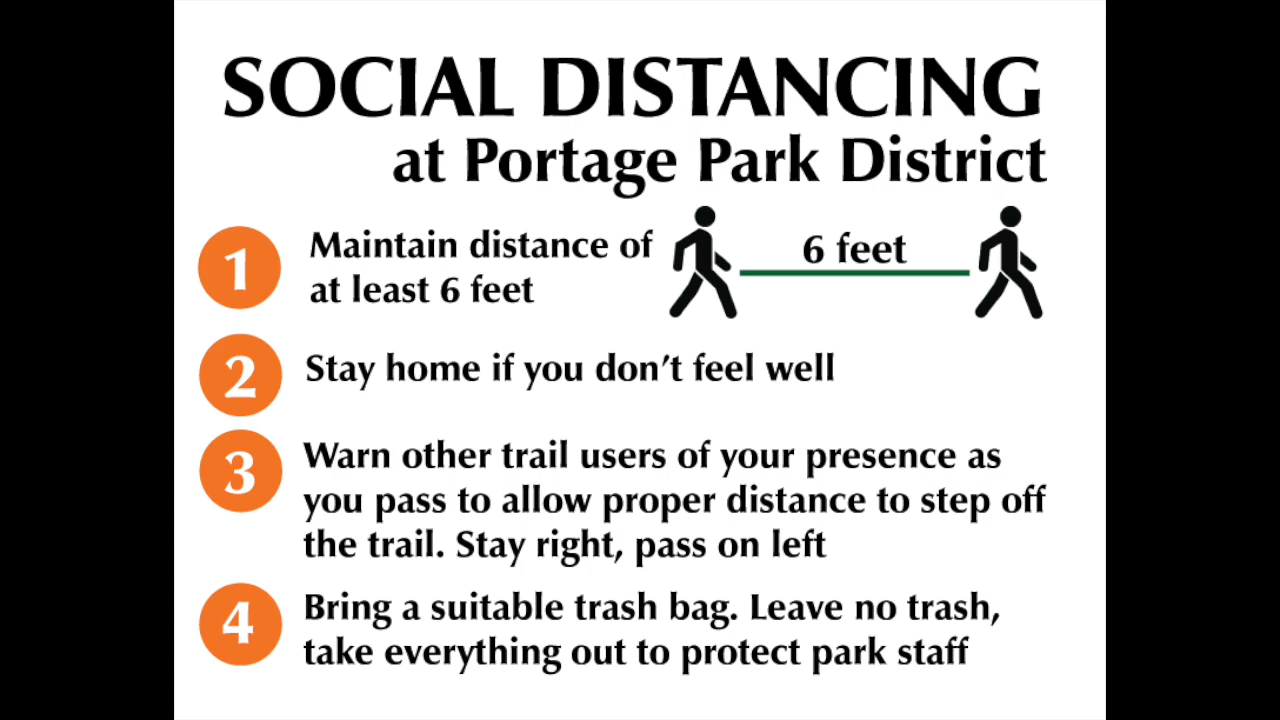 SOCIAL DISTANCING
at Portage Park District
1 Maintain distance of
at least 6 feet
6 feet
2 Stay home if you don't feel well
3 Warn other trail users of your presence as
you pass to allow proper distance to step off
the trail. Stay right, pass on left
4 Bring a suitable trash bag. Leave no trash,
take everything out to protect park staff